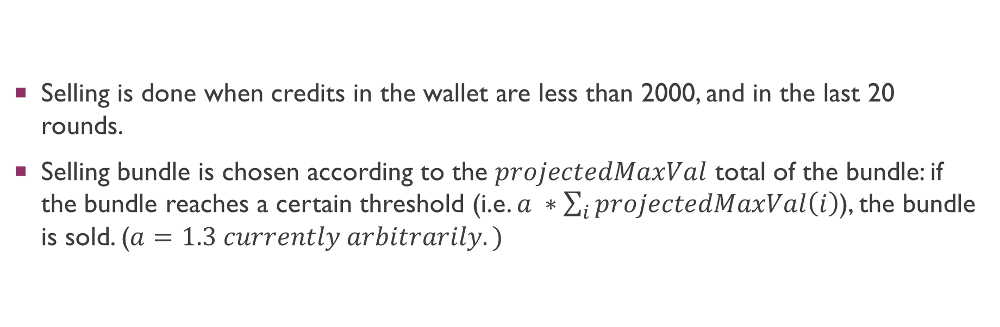 ▪ Selling is done when credits in the wallet are less than 2000, and in the last 20
rounds.
▪ Selling bundle is chosen according to the projectedMaxVal total of the bundle: if
the bundle reaches a certain threshold (i.e. a * ∑ᵢ projectedMaxVal(i)), the bundle
is sold. (a = 1.3 currently arbitrarily. )